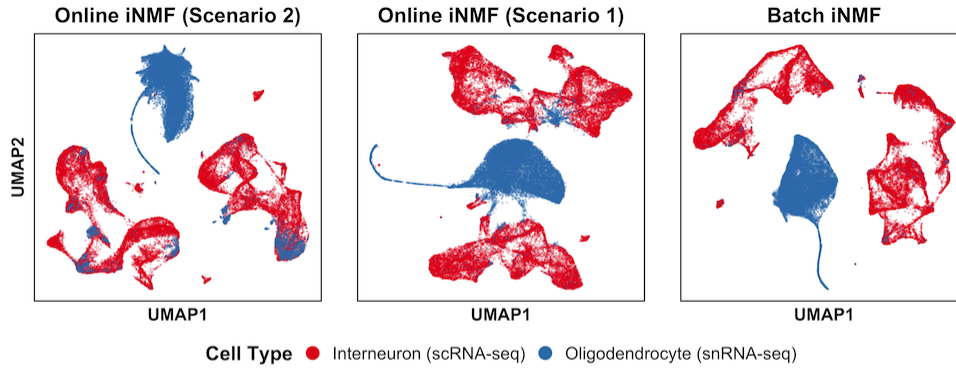 Online iNMF (Scenario 2)
Online iNMF (Scenario 1)
Batch iNMF
UMAP2
UMAP1
UMAP1
UMAP1
Cell Type Interneuron (scRNA-seq) Oligodendrocyte (snRNA-seq)